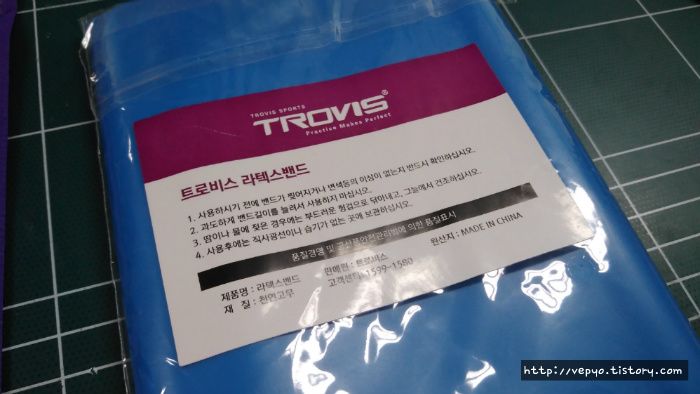 TROVIS SPORTS
TROVIS®
Practice Makes Perfect
트로비스 라텍스밴드
1. 사용하시기 전에 밴드가 찢어지거나 변색등의 이상이 없는지 반드시 확인하십시오.
2. 과도하게 밴드길이를 늘려서 사용하지 마십시오.
3. 땀이나 물에 젖은 경우에는 부드러운 헝겊으로 닦아내고, 그늘에서 건조하십시오.
4. 사용후에는 직사광선이나 습기가 없는 곳에 보관하십시오.
품질경영 및 공산품안전관리법에 의한 품질표시
제품명 : 라텍스밴드 판매원 : 트로비스 원산지 : MADE IN CHINA
재 질 : 천연고무 고객센터 : 1599-1580
http://vepyo.tistory.com